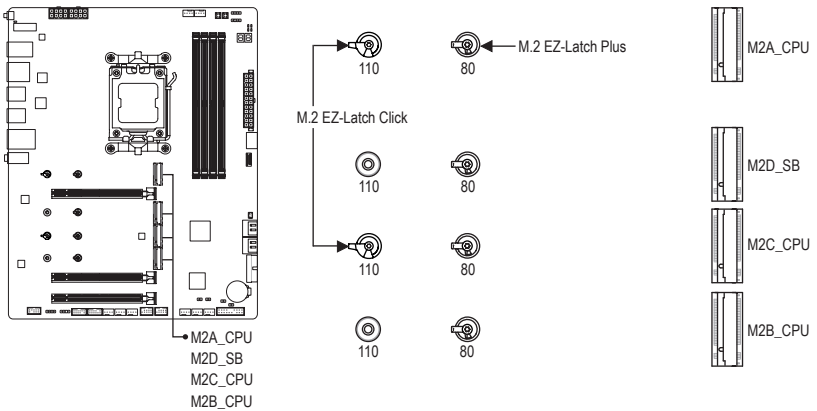 M.2 EZ-Latch Plus
M2A_CPU
110
80
M.2 EZ-Latch Click
M2D_SB
110
80
M2C_CPU
110
80
M2B_CPU
110
80
M2A_CPU
M2D_SB
M2C_CPU
M2B_CPU